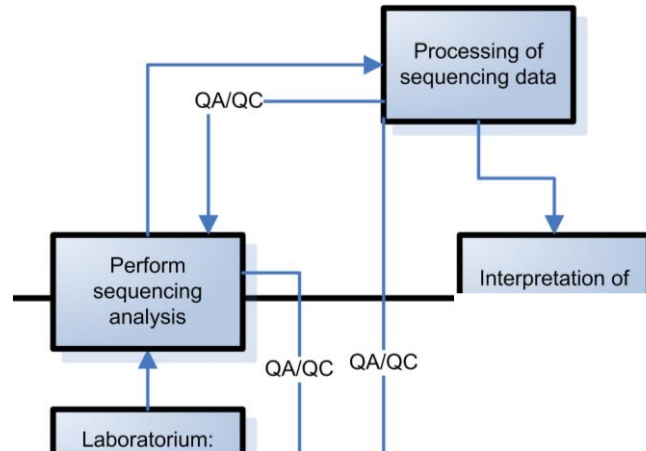 Processing of
sequencing data
QA/QC
Perform
sequencing
analysis
Interpretation of
QA/QC
QA/QC
Laboratorium: